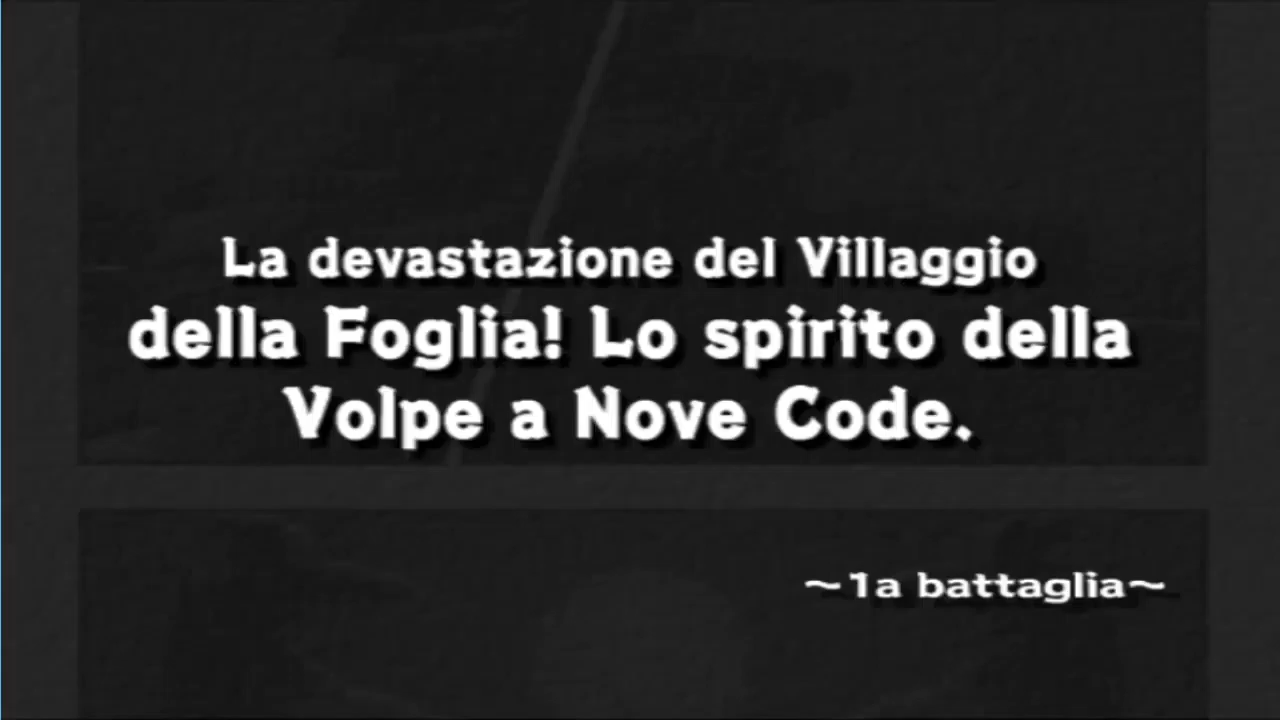 La devastazione del Villaggio
della Foglia! Lo spirito della
Volpe a Nove Code.
~1a battaglia~